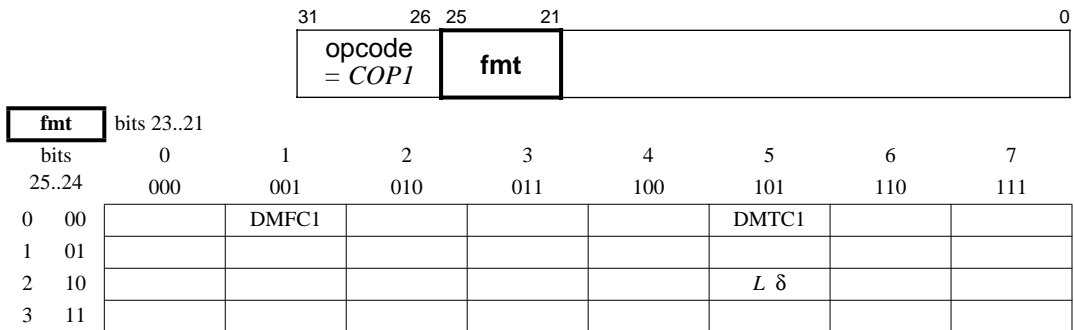 31 26 25 21 0
opcode
= COP1
fmt
fmt bits 23..21
bits 0 1 2 3 4 5 6 7
25..24 000 001 010 011 100 101 110 111
0 00 DMFC1 DMTC1
1 01
2 10 L δ
3 11